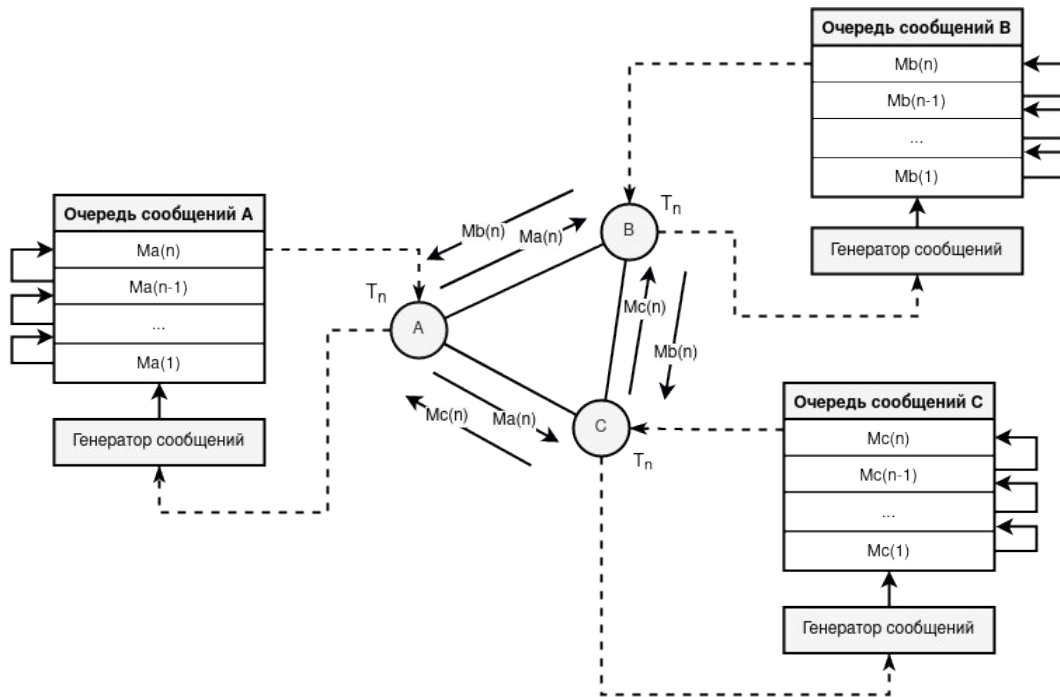 Очередь сообщений B
Mb(n)
Mb(n-1)
...
Mb(1)
Генератор сообщений
Очередь сообщений A
Ma(n)
Ma(n-1)
...
Ma(1)
Генератор сообщений
Tn
B
Mb(n)
Ma(n)
Tn
A
Mc(n)
Mb(n)
Mc(n)
Ma(n)
C
Tn
Очередь сообщений C
Mc(n)
Mc(n-1)
...
Mc(1)
Генератор сообщений